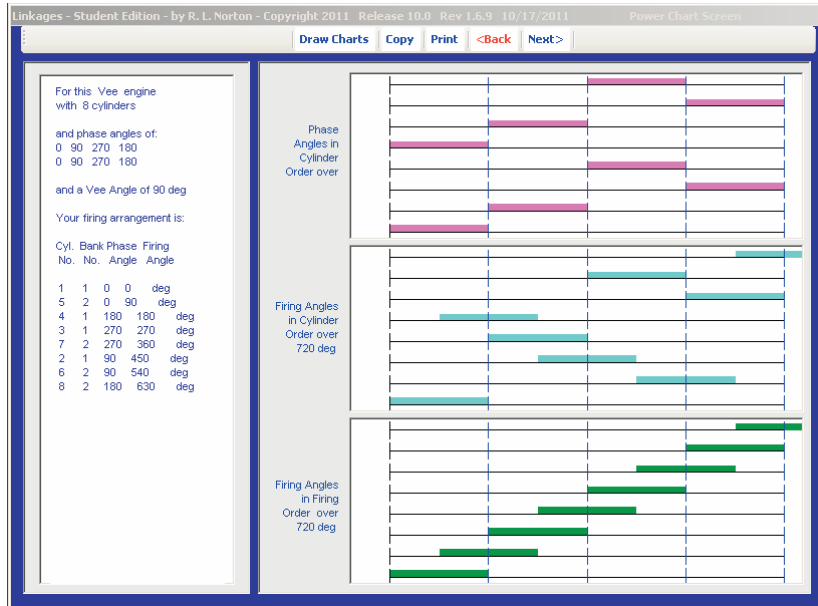 Linkages - Student Edition - by R. L. Norton - Copyright 2011 Release 10.0 Rev 1.6.9 10/17/2011 Power Chart Screen
Draw Charts Copy Print <Back Next>
For this Vee engine
with 8 cylinders
and phase angles of:
0 90 270 180
0 90 270 180
and a Vee Angle of 90 deg
Your firing arrangement is:
Cyl. Bank Phase Firing
No. No. Angle Angle
1 1 0 0 deg
5 2 0 90 deg
4 1 180 180 deg
3 1 270 270 deg
7 2 270 360 deg
2 1 90 450 deg
6 2 90 540 deg
8 2 180 630 deg
Phase
Angles in
Cylinder
Order over
Firing Angles
in Cylinder
Order over
720 deg
Firing Angles
in Firing
Order over
720 deg